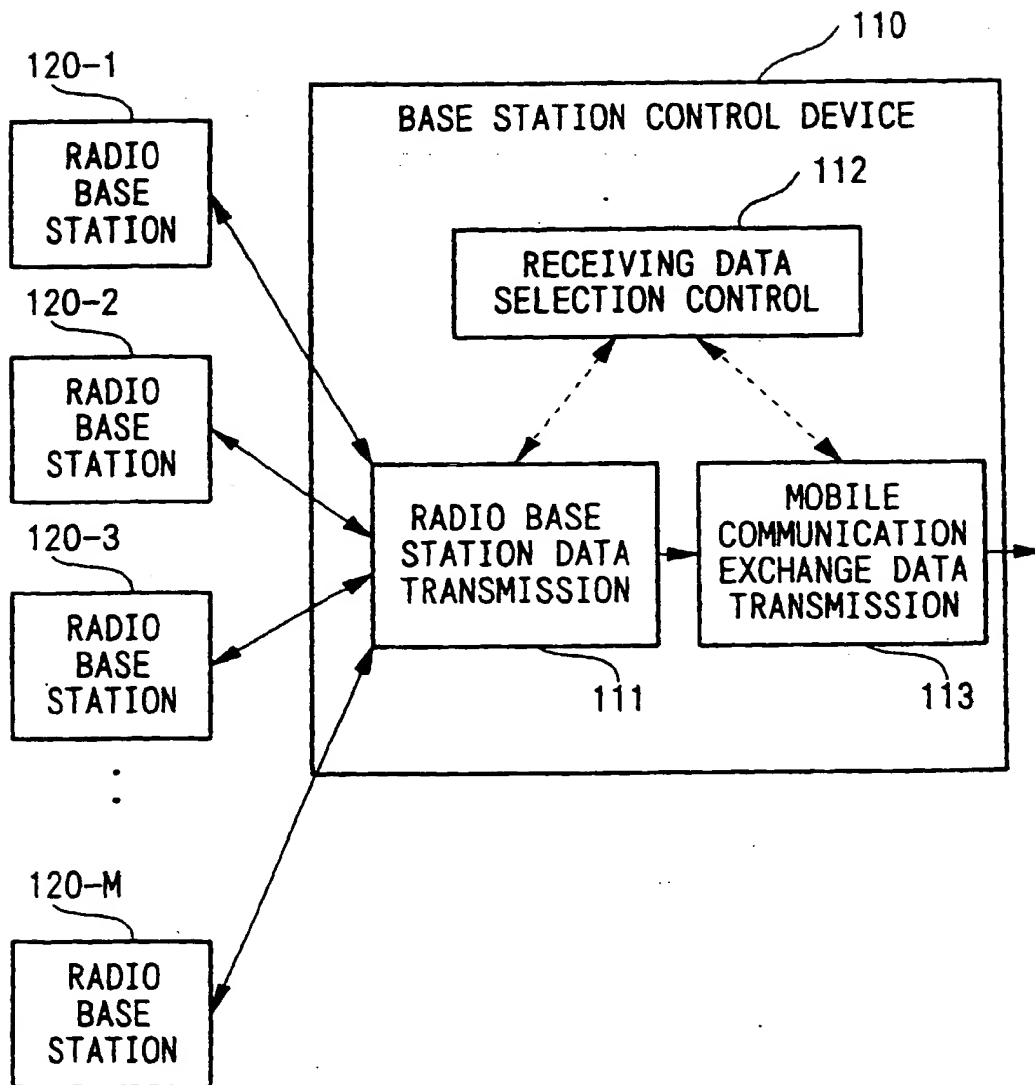 110
120-1
BASE STATION CONTROL DEVICE
RADIO
BASE
STATION
112
RECEIVING DATA
SELECTION CONTROL
120-2
RADIO
BASE
STATION
RADIO BASE
STATION DATA
TRANSMISSION
MOBILE
COMMUNICATION
EXCHANGE DATA
TRANSMISSION
120-3
RADIO
BASE
STATION
111
113
120-M
RADIO
BASE
STATION